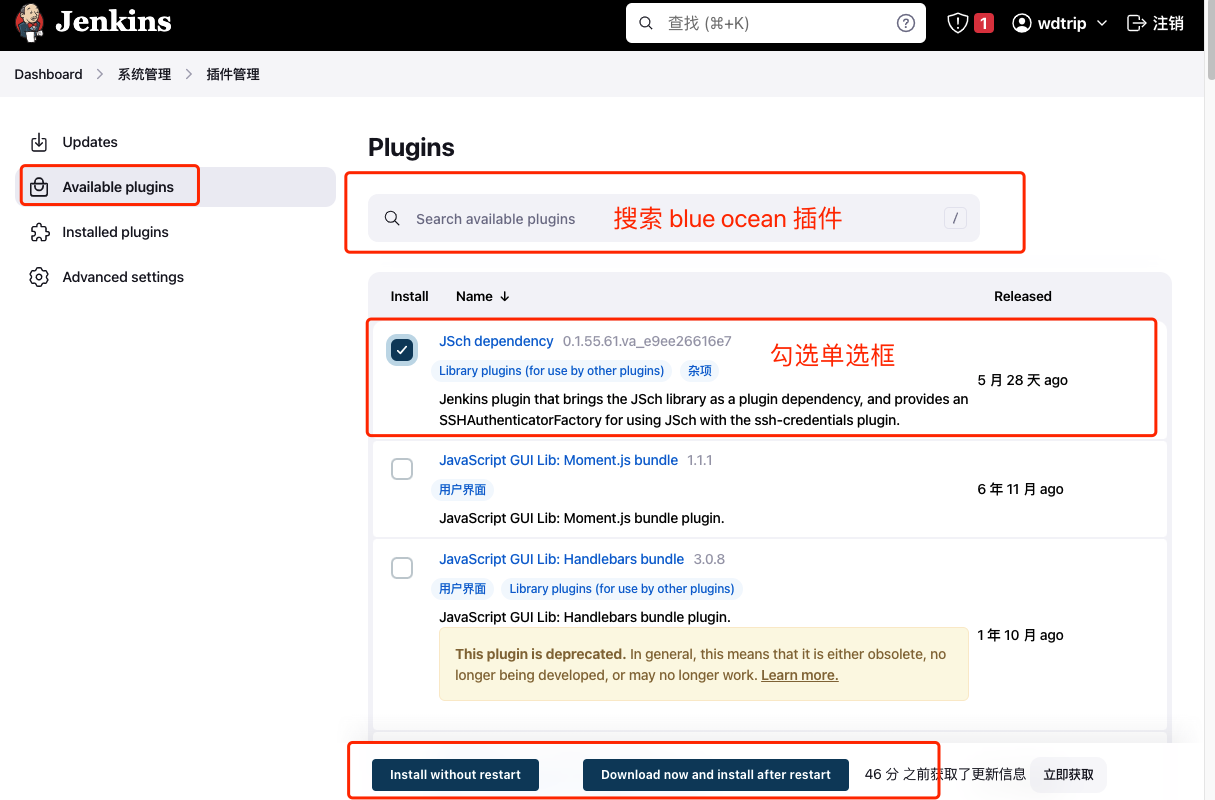 Jenkins
查找 (⌘+K)
1
wdtrip
注销
Dashboard
系统管理
插件管理
Updates
Available plugins
Installed plugins
Advanced settings
Plugins
Search available plugins
搜索 blue ocean 插件
/
Install
Name ↓
Released
JSch dependency 0.1.55.61.va_e9ee26616e7
勾选单选框
Library plugins (for use by other plugins)
杂项
5 月 28 天 ago
Jenkins plugin that brings the JSch library as a plugin dependency, and provides an
SSHAuthenticatorFactory for using JSch with the ssh-credentials plugin.
JavaScript GUI Lib: Moment.js bundle 1.1.1
用户界面
6 年 11 月 ago
JavaScript GUI Lib: Moment.js bundle plugin.
JavaScript GUI Lib: Handlebars bundle 3.0.8
用户界面
Library plugins (for use by other plugins)
JavaScript GUI Lib: Handlebars bundle plugin.
1 年 10 月 ago
This plugin is deprecated. In general, this means that it is either obsolete, no
longer being developed, or may no longer work. Learn more.
Install without restart
Download now and install after restart
46 分 之前获取了更新信息
立即获取